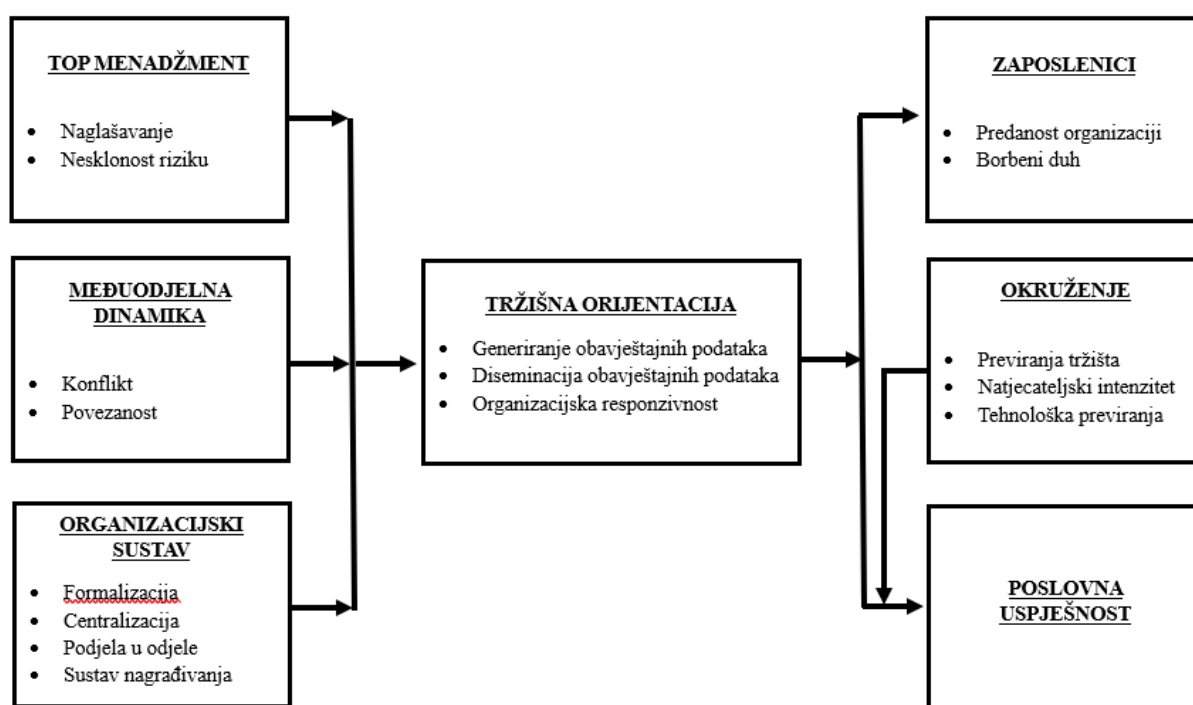 TOP MENADŽMENT
• Naglašavanje
• Nesklonost riziku
MEĐUODJELNA
DINAMIKA
• Konflikt
• Povezanost
ORGANIZACIJSKI
SUSTAV
• Formalizacija
• Centralizacija
• Podjela u odjele
• Sustav nagrađivanja
TRŽIŠNA ORIJENTACIJA
• Generiranje obavještajnih podataka
• Diseminacija obavještajnih podataka
• Organizacijska responzivnost
ZAPOSLENICI
• Predanost organizaciji
• Borbeni duh
OKRUŽENJE
• Previranja tržišta
• Natjecateljski intenzitet
• Tehnološka previranja
POSLOVNA
USPJEŠNOST